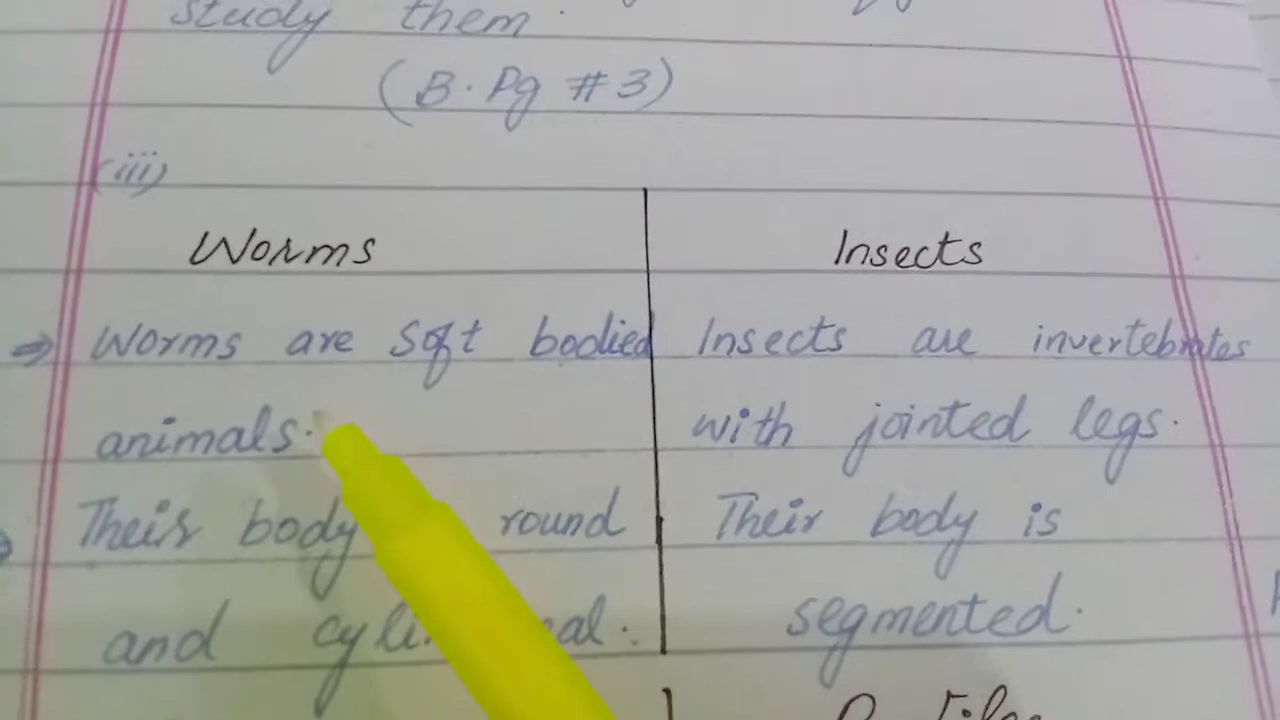 study them.
(B. Pg # 3)
(iii)
Worms Insects
⇒ Worms are soft bodied Insects are invertebrates
animals. with jointed legs.
Their body round Their body is
and segmented.